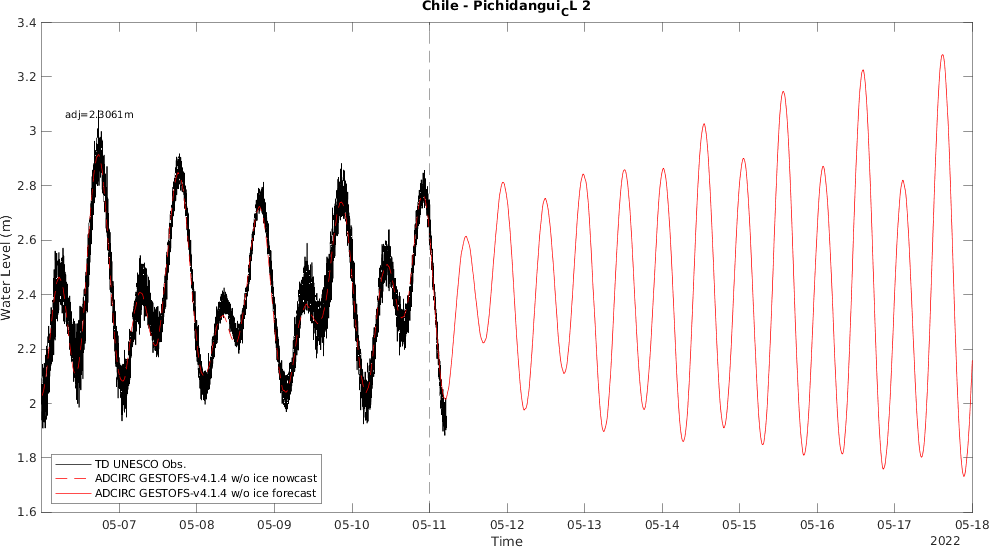 Chile - Pichidangui_CL 2
3.4
3.2
3
2.8
2.6
2.4
2.2
2
1.8
1.6
Water Level (m)
adj=2.3061m
TD UNESCO Obs.
ADCIRC GESTOFS-v4.1.4 w/o ice nowcast
ADCIRC GESTOFS-v4.1.4 w/o ice forecast
05-07 05-08 05-09 05-10 05-11 05-12 05-13 05-14 05-15 05-16 05-17 05-18
Time
2022